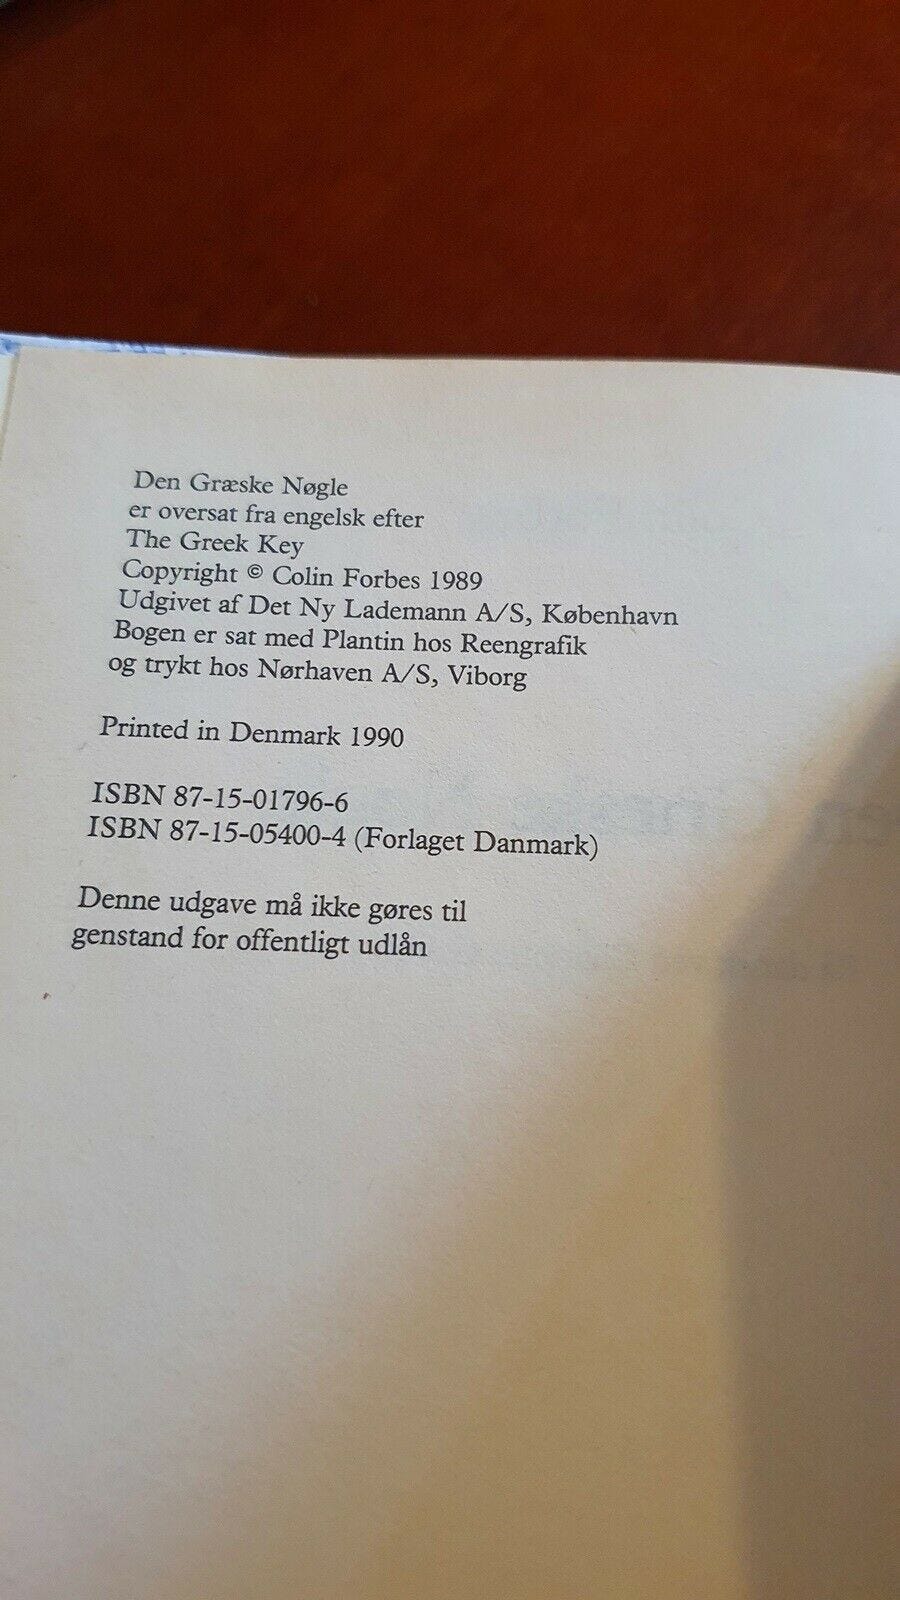 Den Græske Nøgle
er oversat fra engelsk efter
The Greek Key
Copyright © Colin Forbes 1989
Udgivet af Det Ny Lademann A/S, København
Bogen er sat med Plantin hos Reengrafik
og trykt hos Nørhaven A/S, Viborg
Printed in Denmark 1990
ISBN 87-15-01796-6
ISBN 87-15-05400-4 (Forlaget Danmark)
Denne udgave må ikke gøres til
genstand for offentligt udlån